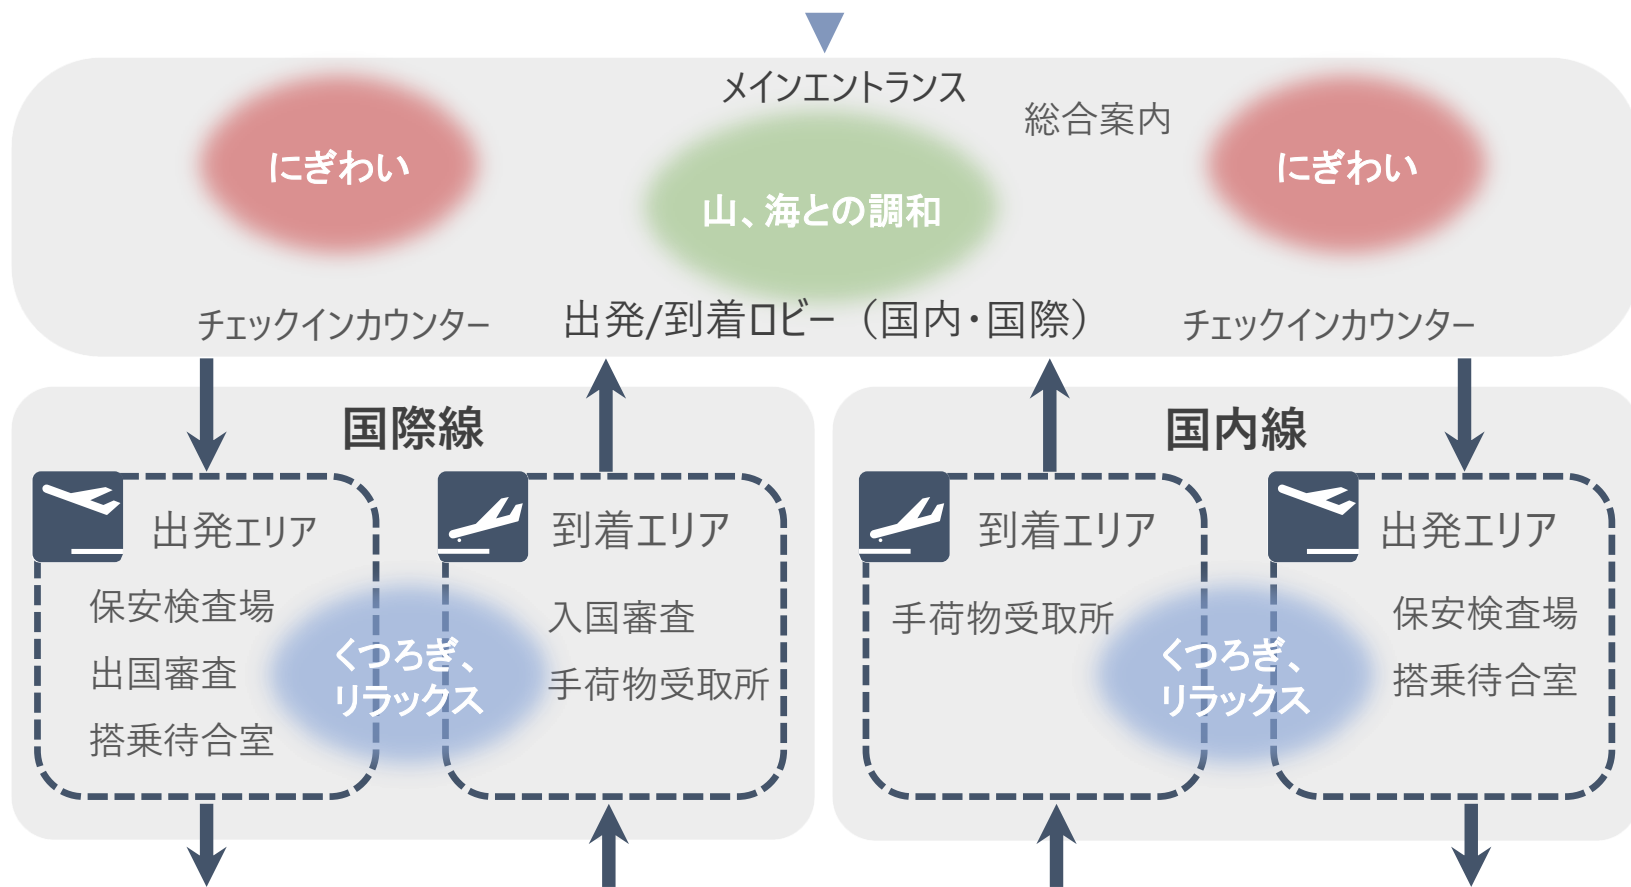 メインエントランス
総合案内
にぎわい
山、海との調和
にぎわい
チェックインカウンター
出発/到着ロビー（国内・国際）
チェックインカウンター
国際線
出発エリア
保安検査場
出国審査
搭乗待合室
くつろぎ、
リラックス
到着エリア
入国審査
手荷物受取所
国内線
到着エリア
手荷物受取所
くつろぎ、
リラックス
出発エリア
保安検査場
搭乗待合室